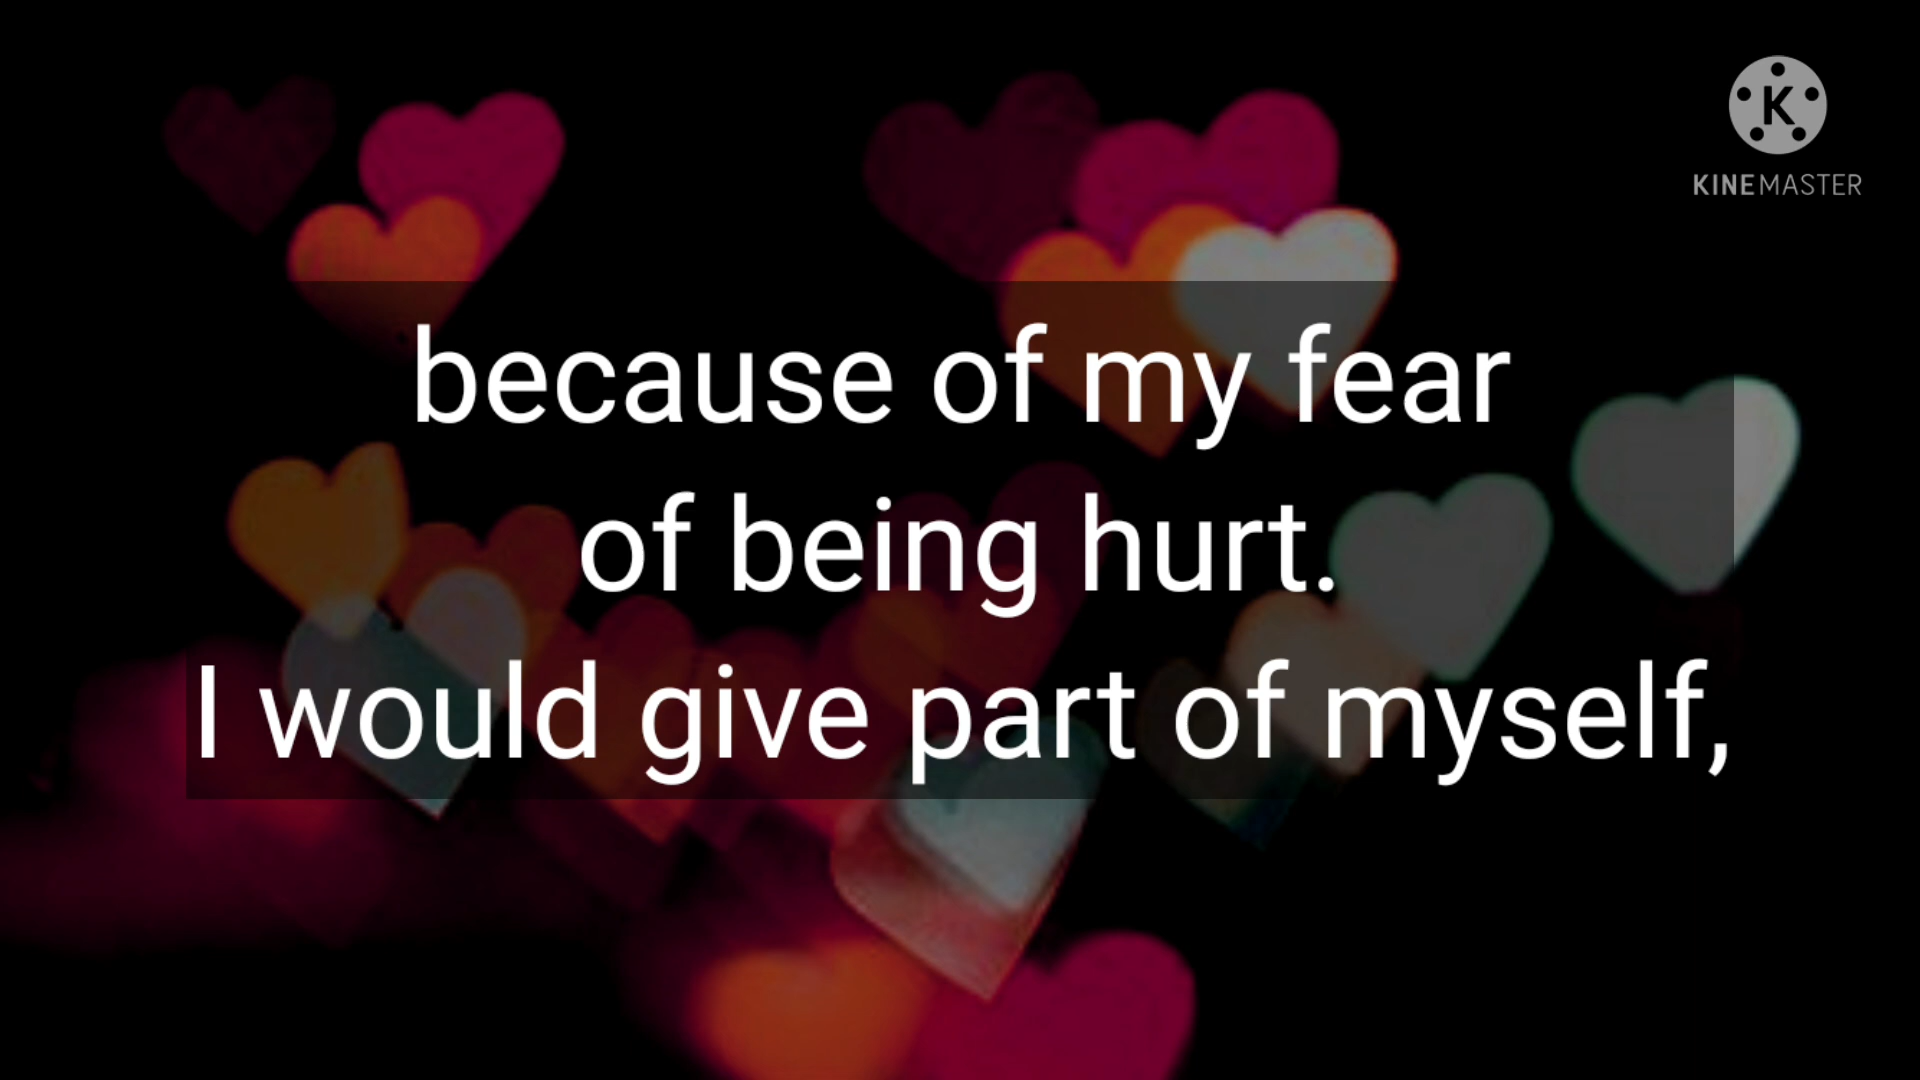 K
KINEMASTER
because of my fear
of being hurt.
I would give part of myself,